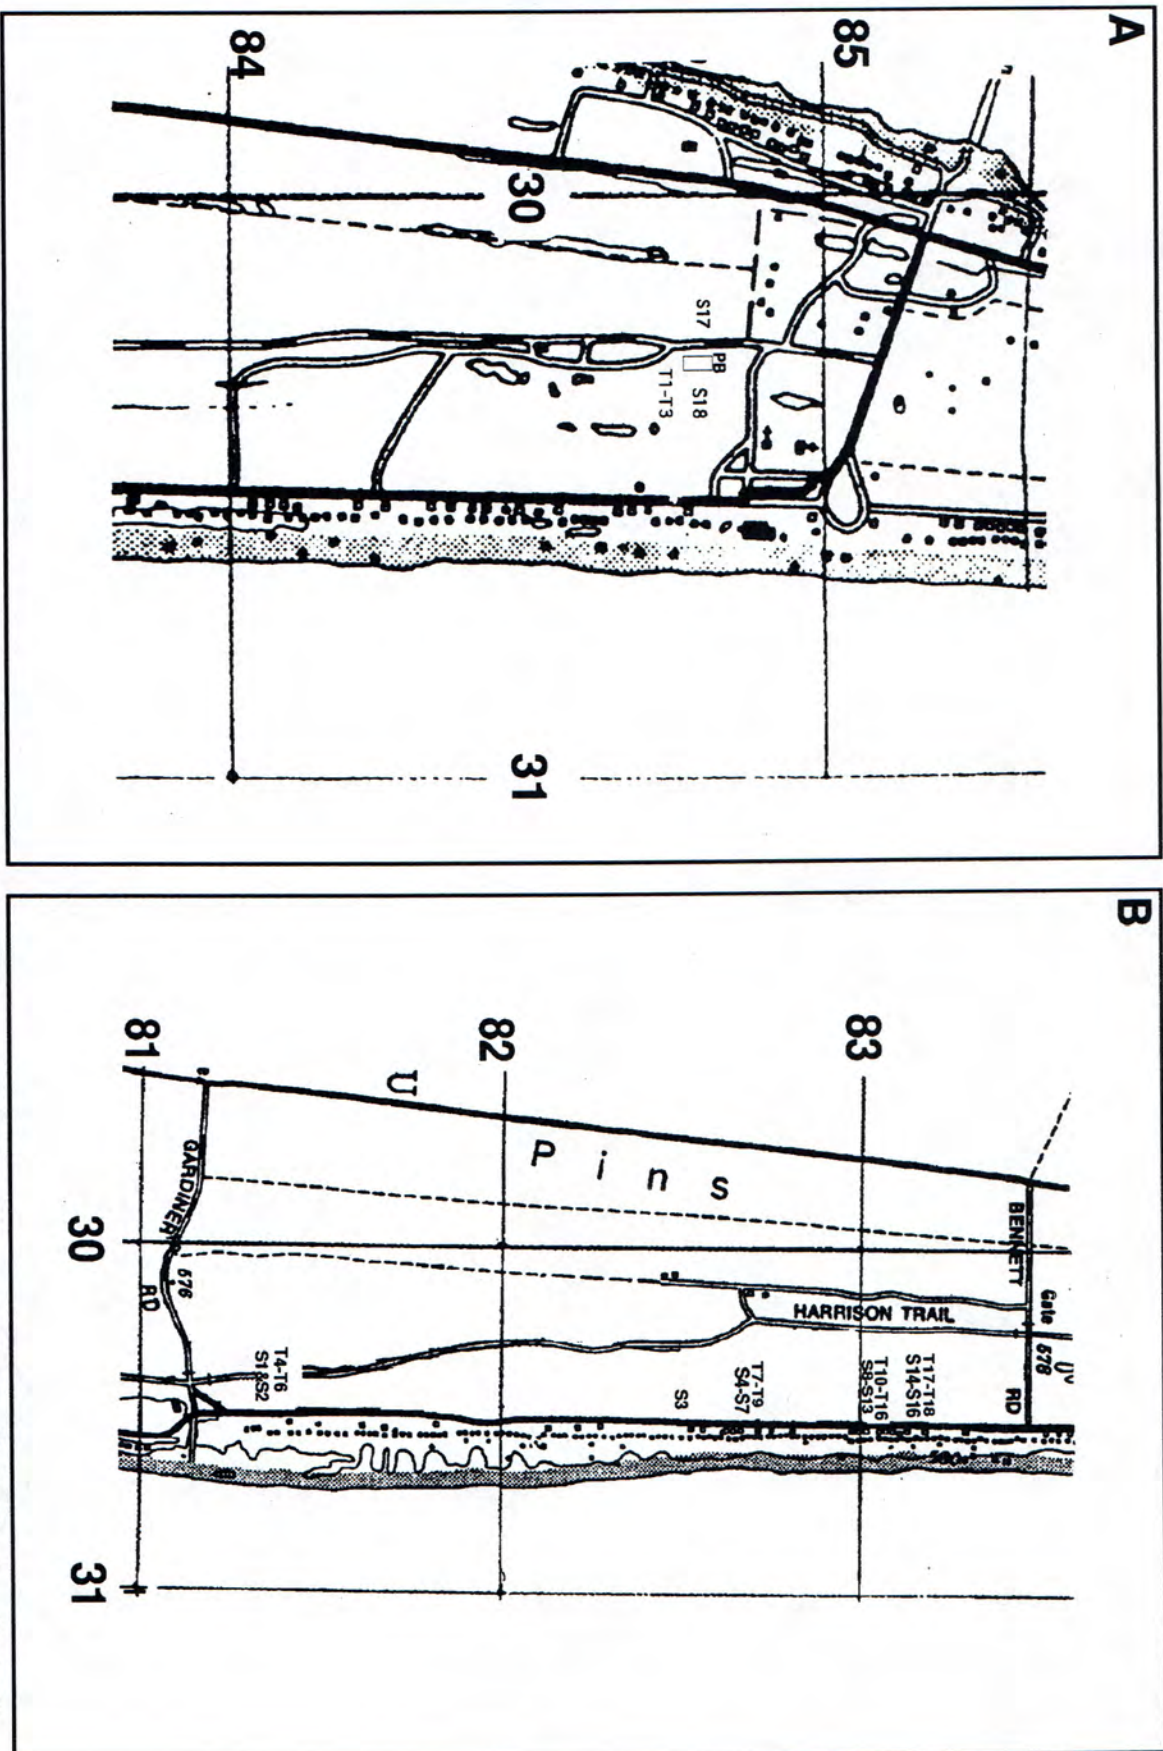 A
84
85
30
S17
PB
S18
T1-T3
31
B
81
82
83
U
P i n s
GARDINER
RD
676
30
BENNETT
RD
Gate
578
HARRISON TRAIL
T4-T6
S1&S2
S3
T7-T9
S4-S7
T10-T16
S8-S13
T17-T18
S14-S16
31